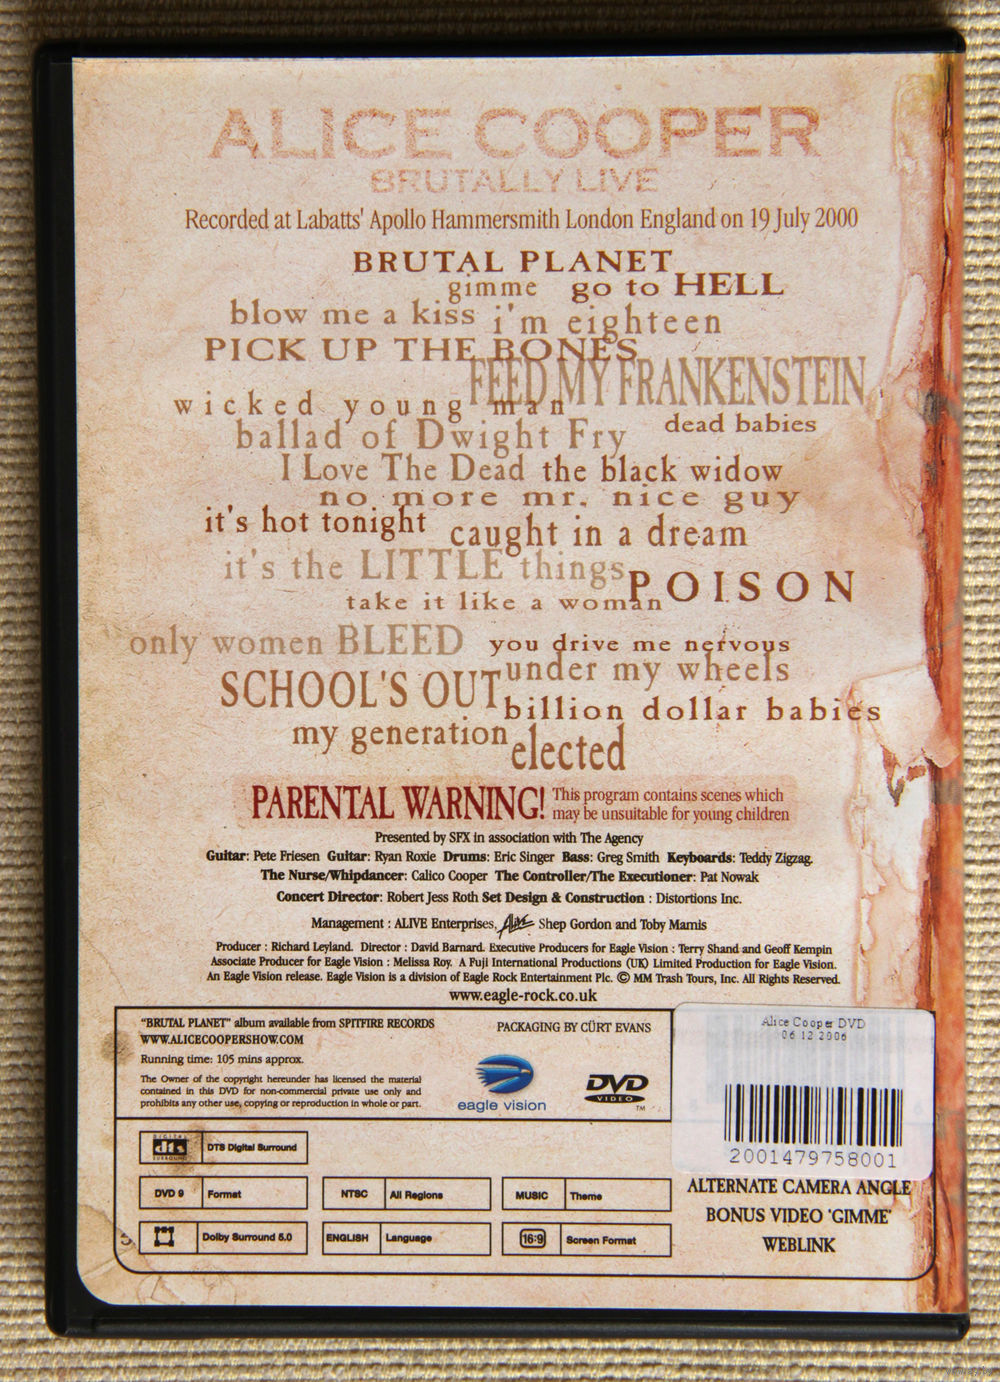 ALICE COOPER
BRUTALLY LIVE
Recorded at Labatts' Apollo Hammersmith London England on 19 July 2000
BRUTAL PLANET
gimme go to HELL
blow me a kiss i'm eighteen
PICK UP THE BONES
FEED MY FRANKENSTEIN
wicked young man
dead babies
ballad of Dwight Fry
I Love The Dead the black widow
no more mr. nice guy
it's hot tonight caught in a dream
it's the LITTLE things
POISON
take it like a woman
only women BLEED you drive me nervous
under my wheels
SCHOOL'S OUT
billion dollar babies
my generation
elected
PARENTAL WARNING! This program contains scenes which
may be unsuitable for young children
Presented by SFX in association with The Agency
Guitar: Pete Friesen Guitar: Ryan Roxie Drums: Eric Singer Bass: Greg Smith Keyboards: Teddy Zigzag.
The Nurse/Whipdancer: Calico Cooper The Controller/The Executioner: Pat Nowak
Concert Director: Robert Jess Roth Set Design & Construction : Distortions Inc.
Management : ALIVE Enterprises, Alive Shep Gordon and Toby Mamis
Producer : Richard Leyland. Director : David Barnard. Executive Producers for Eagle Vision : Terry Shand and Geoff Kempin
Associate Producer for Eagle Vision : Melissa Roy. A Fuji International Productions (UK) Limited Production for Eagle Vision.
An Eagle Vision release. Eagle Vision is a division of Eagle Rock Entertainment Plc. © MM Trash Tours, Inc. All Rights Reserved.
www.eagle-rock.co.uk
"BRUTAL PLANET" album available from SPITFIRE RECORDS
WWW.ALICECOOPERSHOW.COM
Running time: 105 mins approx.
The Owner of the copyright hereunder has licensed the material
contained in this DVD for non-commercial private use only and
prohibits any other use, copying or reproduction in whole or part.
PACKAGING BY CÜRT EVANS
eagle vision
DVD
VIDEO
TM
Alice Cooper DVD
06 12 2006
2001479758001
DIGITAL
dts
SURROUND
DTS Digital Surround
DVD 9 Format
NTSC All Regions
MUSIC Theme
Dolby Surround 5.0
ENGLISH Language
16:9 Screen Format
ALTERNATE CAMERA ANGLE
BONUS VIDEO 'GIMME'
WEBLINK